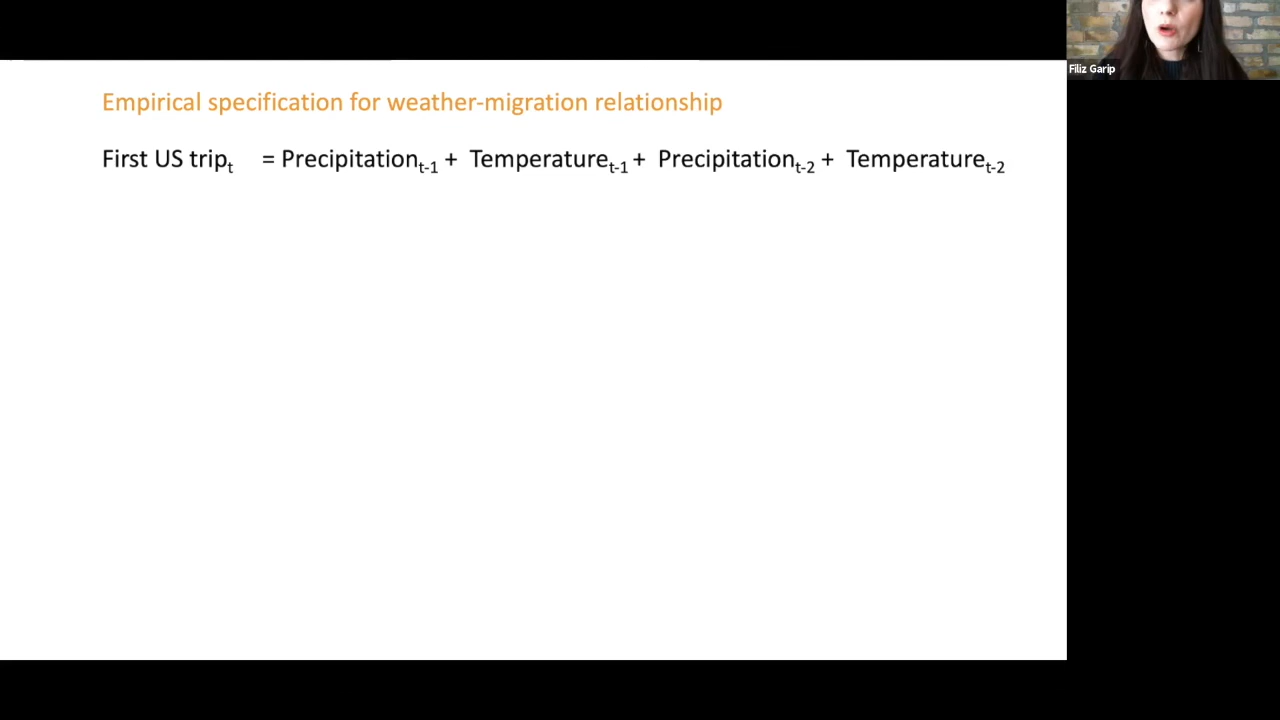 Filiz Garip
Empirical specification for weather-migration relationship
First US trip_t = Precipitation_t-1 + Temperature_t-1 + Precipitation_t-2 + Temperature_t-2